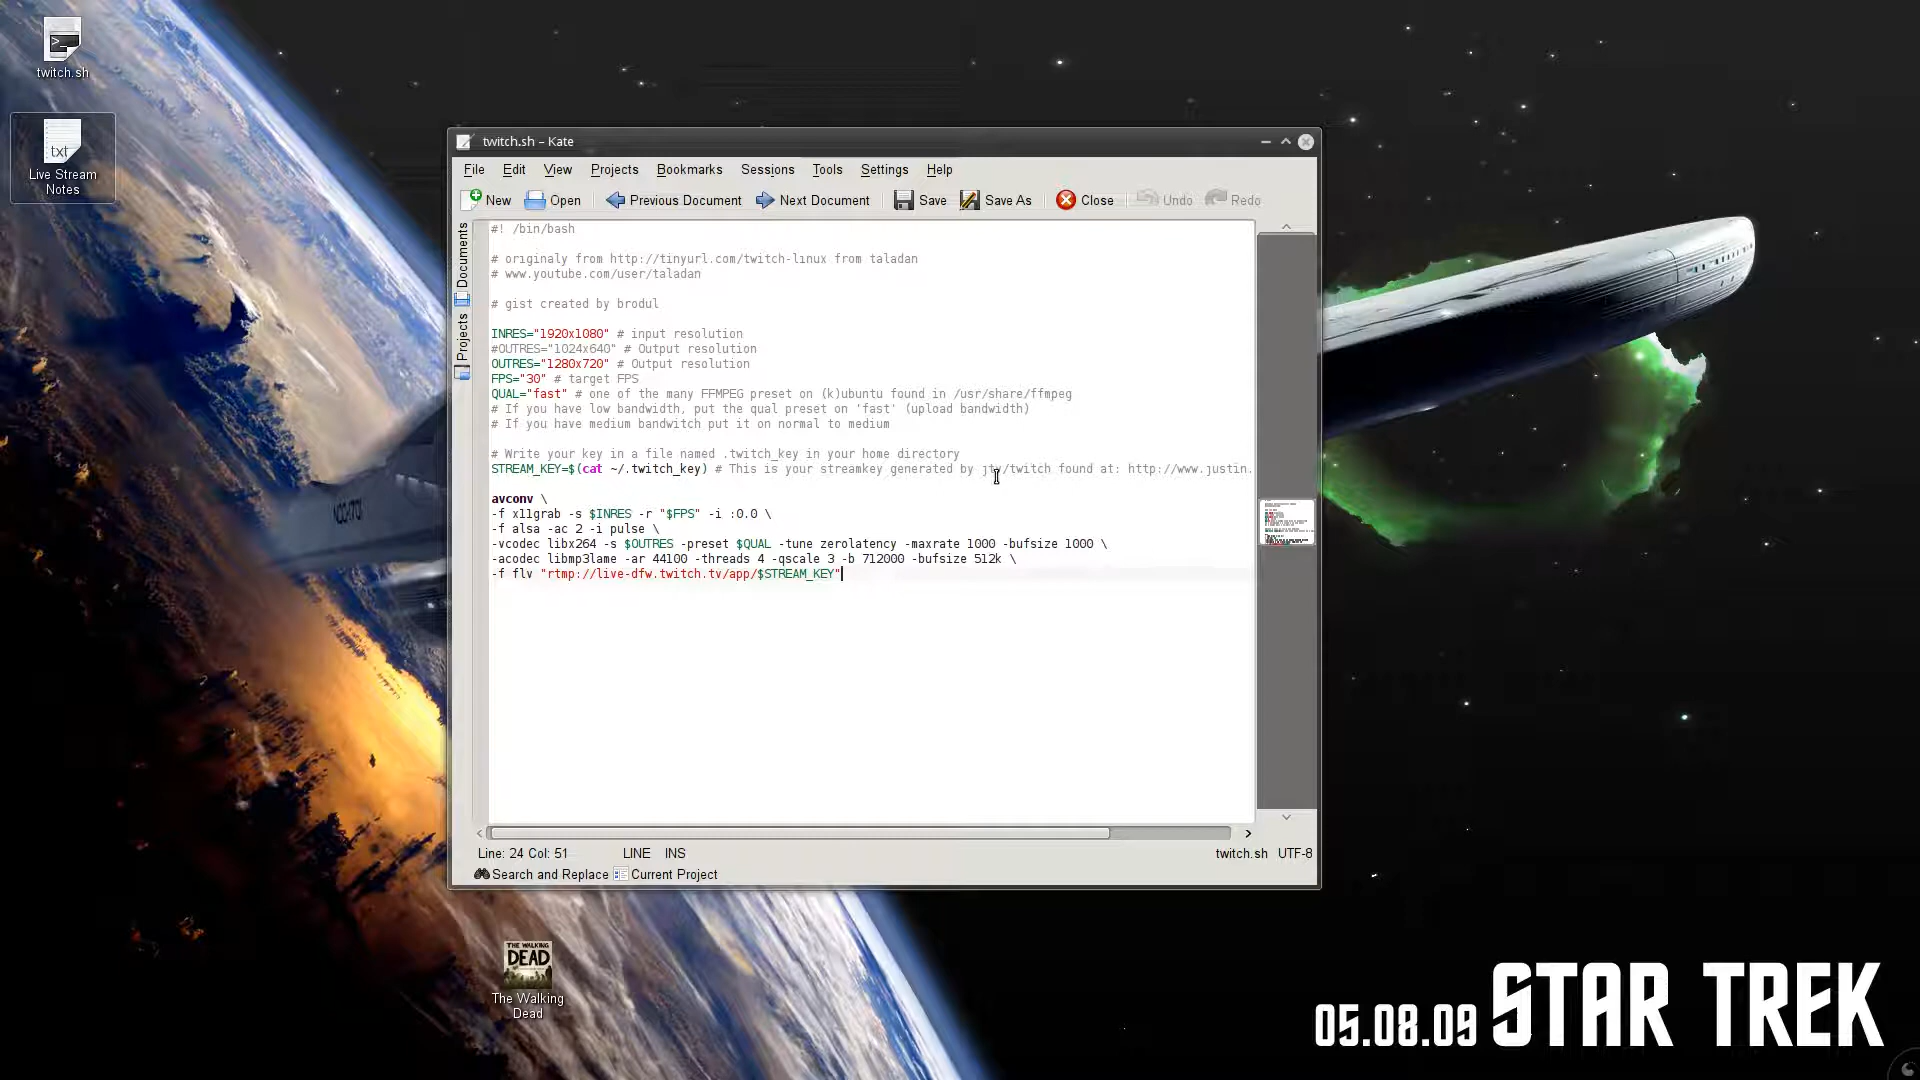 twitch.sh
txt
Live Stream
Notes
twitch.sh – Kate
File Edit View Projects Bookmarks Sessions Tools Settings Help
New Open Previous Document Next Document Save Save As Close Undo Redo
Documents
Projects
#! /bin/bash
# originaly from http://tinyurl.com/twitch-linux from taladan
# www.youtube.com/user/taladan
# gist created by brodul
INRES="1920x1080" # input resolution
#OUTRES="1024x640" # Output resolution
OUTRES="1280x720" # Output resolution
FPS="30" # target FPS
QUAL="fast" # one of the many FFMPEG preset on (k)ubuntu found in /usr/share/ffmpeg
# If you have low bandwidth, put the qual preset on 'fast' (upload bandwidth)
# If you have medium bandwitch put it on normal to medium
# Write your key in a file named .twitch_key in your home directory
STREAM_KEY=$(cat ~/.twitch_key) # This is your streamkey generated by jtv/twitch found at: http://www.justin.
avconv \
-f x11grab -s $INRES -r "$FPS" -i :0.0 \
-f alsa -ac 2 -i pulse \
-vcodec libx264 -s $OUTRES -preset $QUAL -tune zerolatency -maxrate 1000 -bufsize 1000 \
-acodec libmp3lame -ar 44100 -threads 4 -qscale 3 -b 712000 -bufsize 512k \
-f flv "rtmp://live-dfw.twitch.tv/app/$STREAM_KEY"
Line: 24 Col: 51 LINE INS twitch.sh UTF-8
Search and Replace Current Project
THE WALKING
DEAD
The Walking
Dead
05.08.09 STAR TREK